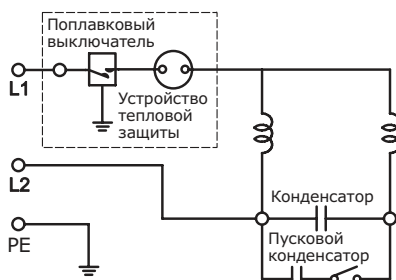 Поплавковый
выключатель
L1
Устройство
тепловой
защиты
L2
Конденсатор
PE
Пусковой
конденсатор